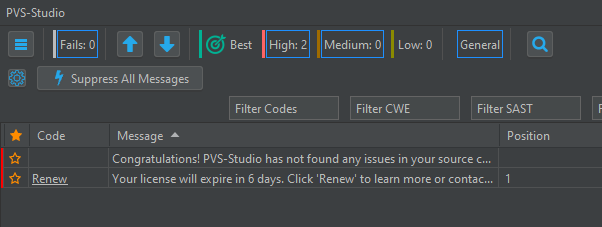 PVS-Studio
Fails: 0 Best High: 2 Medium: 0 Low: 0 General
Suppress All Messages
Filter Codes Filter CWE Filter SAST
Code Message Position
Congratulations! PVS-Studio has not found any issues in your source c...
Renew Your license will expire in 6 days. Click 'Renew' to learn more or contac... 1